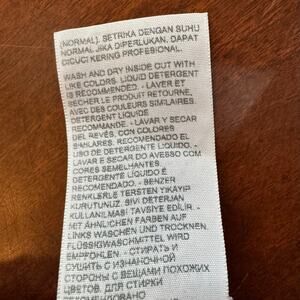 (NORMAL). SETRIKA DENGAN SUHU
NORMAL JIKA DIPERLUKAN. DAPAT
DICUCI KERING PROFESIONAL.
WASH AND DRY INSIDE OUT WITH
LIKE COLORS. LIQUID DETERGENT
IS RECOMMENDED. - LAVER ET
SÉCHER LE PRODUIT RETOURNÉ,
AVEC DES COULEURS SIMILAIRES.
DÉTERGENT LIQUIDE
RECOMMANDÉ. - LAVAR Y SECAR
DEL REVÉS, CON COLORES
SIMILARES. RECOMENDADO EL
USO DE DETERGENTE LÍQUIDO. -
LAVAR E SECAR DO AVESSO COM
CORES SEMELHANTES.
DETERGENTE LÍQUIDO É
RECOMENDADO. - BENZER
RENKLERLE TERSTEN YIKAYIP
KURUTUNUZ. SIVI DETERJAN
KULLANILMASI TAVSİYE EDİLİR. -
MIT ÄHNLICHEN FARBEN AUF
LINKS WASCHEN UND TROCKNEN.
FLÜSSIGWASCHMITTEL WIRD
EMPFOHLEN. - СТИРАТЬ И
СУШИТЬ С ИЗНАНОЧНОЙ
СТОРОНЫ С ВЕЩАМИ ПОХОЖИХ
ЦВЕТОВ. ДЛЯ СТИРКИ
РЕКОМЕНДОВАНО